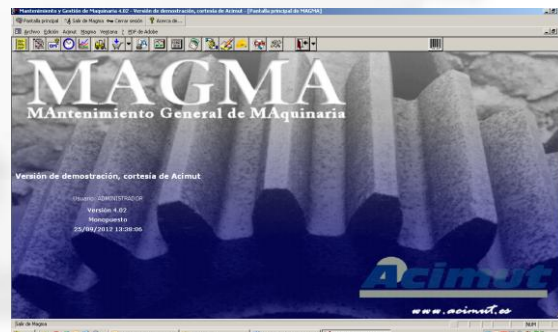 Mantenimiento y Gestión de Maquinaria 4.02 - Versión de demostración, cortesía de Acimut - [Pantalla principal de MAGMA]
Pantalla principal Sale de Magma Cerrar sesión Acerca de...
Archivo Edición Acimut Magma Ventana ? PDF de Adobe
MAGMA
MAntenimiento General de MAquinaria
Versión de demostración, cortesía de Acimut
Usuario: ADMINISTRADOR
Versión 4.02
Monopuesto
25/09/2012 13:38:06
Acimut
www.acimut.es
Sale de Magma
NUM